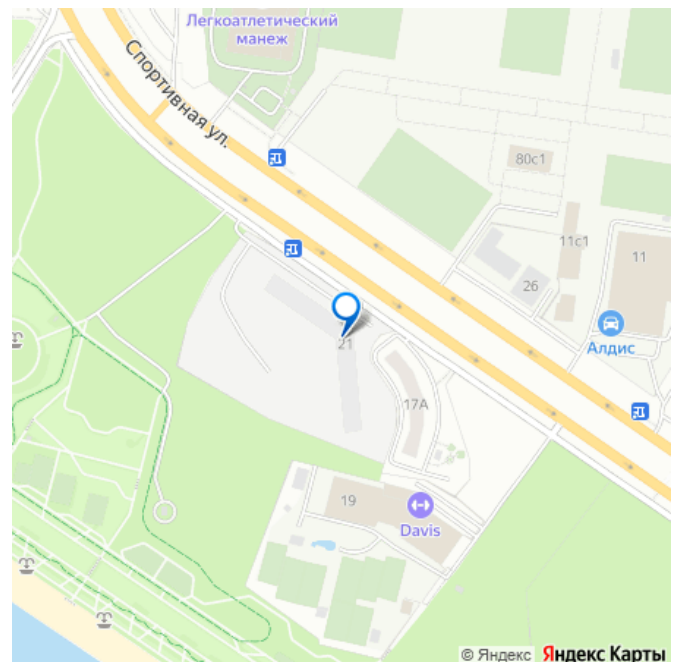 Легкоатлетический
манеж
Спортивная ул.
80с1
11с1
11
26
Алдис
21
17А
19
Davis
© Яндекс Яндекс Карты